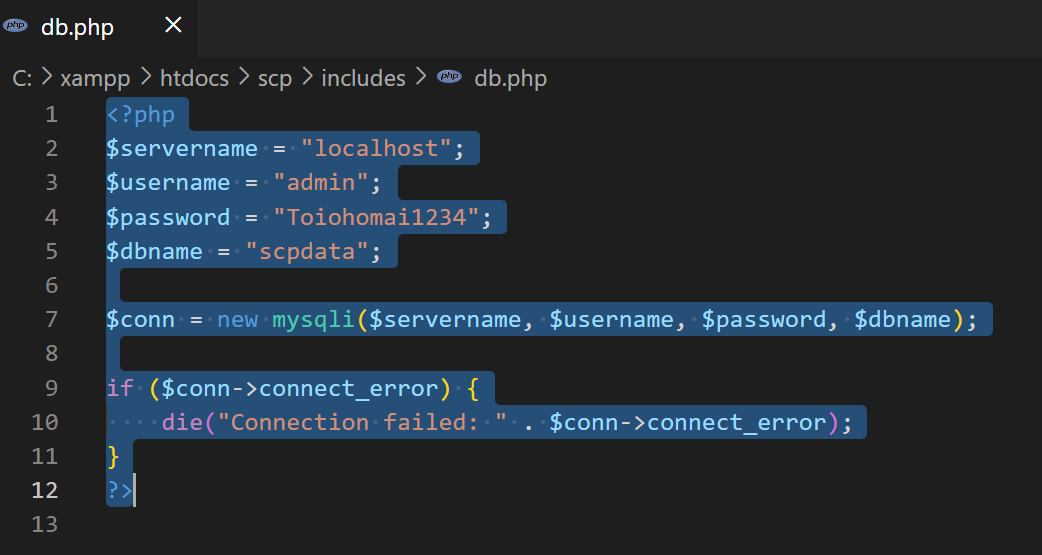 php db.php ×
C: > xampp > htdocs > scp > includes > php db.php
1 <?php
2 $servername = "localhost";
3 $username = "admin";
4 $password = "Toiohomai1234";
5 $dbname = "scpdata";
6
7 $conn = new mysqli($servername, $username, $password, $dbname);
8
9 if ($conn->connect_error) {
10     die("Connection failed: " . $conn->connect_error);
11 }
12 ?>
13